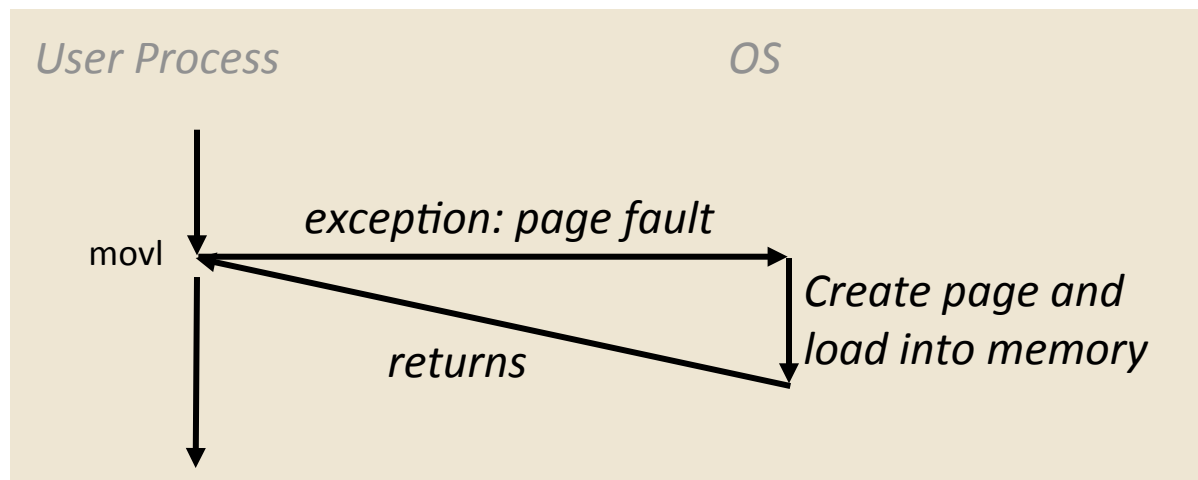 User Process
OS
exception: page fault
movl
Create page and
load into memory
returns